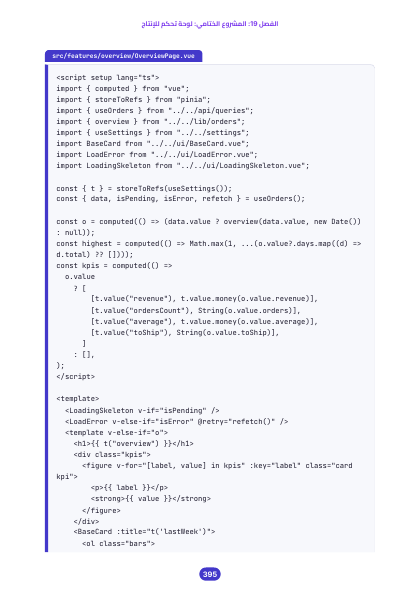 الفصل 19: المشروع الختامي: لوحة تحكم للإنتاج
src/features/overview/OverviewPage.vue
<script setup lang="ts">
import { computed } from "vue";
import { storeToRefs } from "pinia";
import { useOrders } from "../../api/queries";
import { overview } from "../../lib/orders";
import { useSettings } from "../../settings";
import BaseCard from "../../ui/BaseCard.vue";
import LoadError from "../../ui/LoadError.vue";
import LoadingSkeleton from "../../ui/LoadingSkeleton.vue";
const { t } = storeToRefs(useSettings());
const { data, isPending, isError, refetch } = useOrders();
const o = computed(() => (data.value ? overview(data.value, new Date())
: null));
const highest = computed(() => Math.max(1, ...(o.value?.days.map((d) =>
d.total) ?? [])));
const kpis = computed(() =>
  o.value
    ? [
        [t.value("revenue"), t.value.money(o.value.revenue)],
        [t.value("ordersCount"), String(o.value.orders)],
        [t.value("average"), t.value.money(o.value.average)],
        [t.value("toShip"), String(o.value.toShip)],
      ]
    : [],
);
</script>
<template>
  <LoadingSkeleton v-if="isPending" />
  <LoadError v-else-if="isError" @retry="refetch()" />
  <template v-else-if="o">
    <h1>{{ t("overview") }}</h1>
    <div class="kpis">
      <figure v-for="[label, value] in kpis" :key="label" class="card
kpi">
        <p>{{ label }}</p>
        <strong>{{ value }}</strong>
      </figure>
    </div>
    <BaseCard :title="t('lastWeek')">
      <ol class="bars">
395